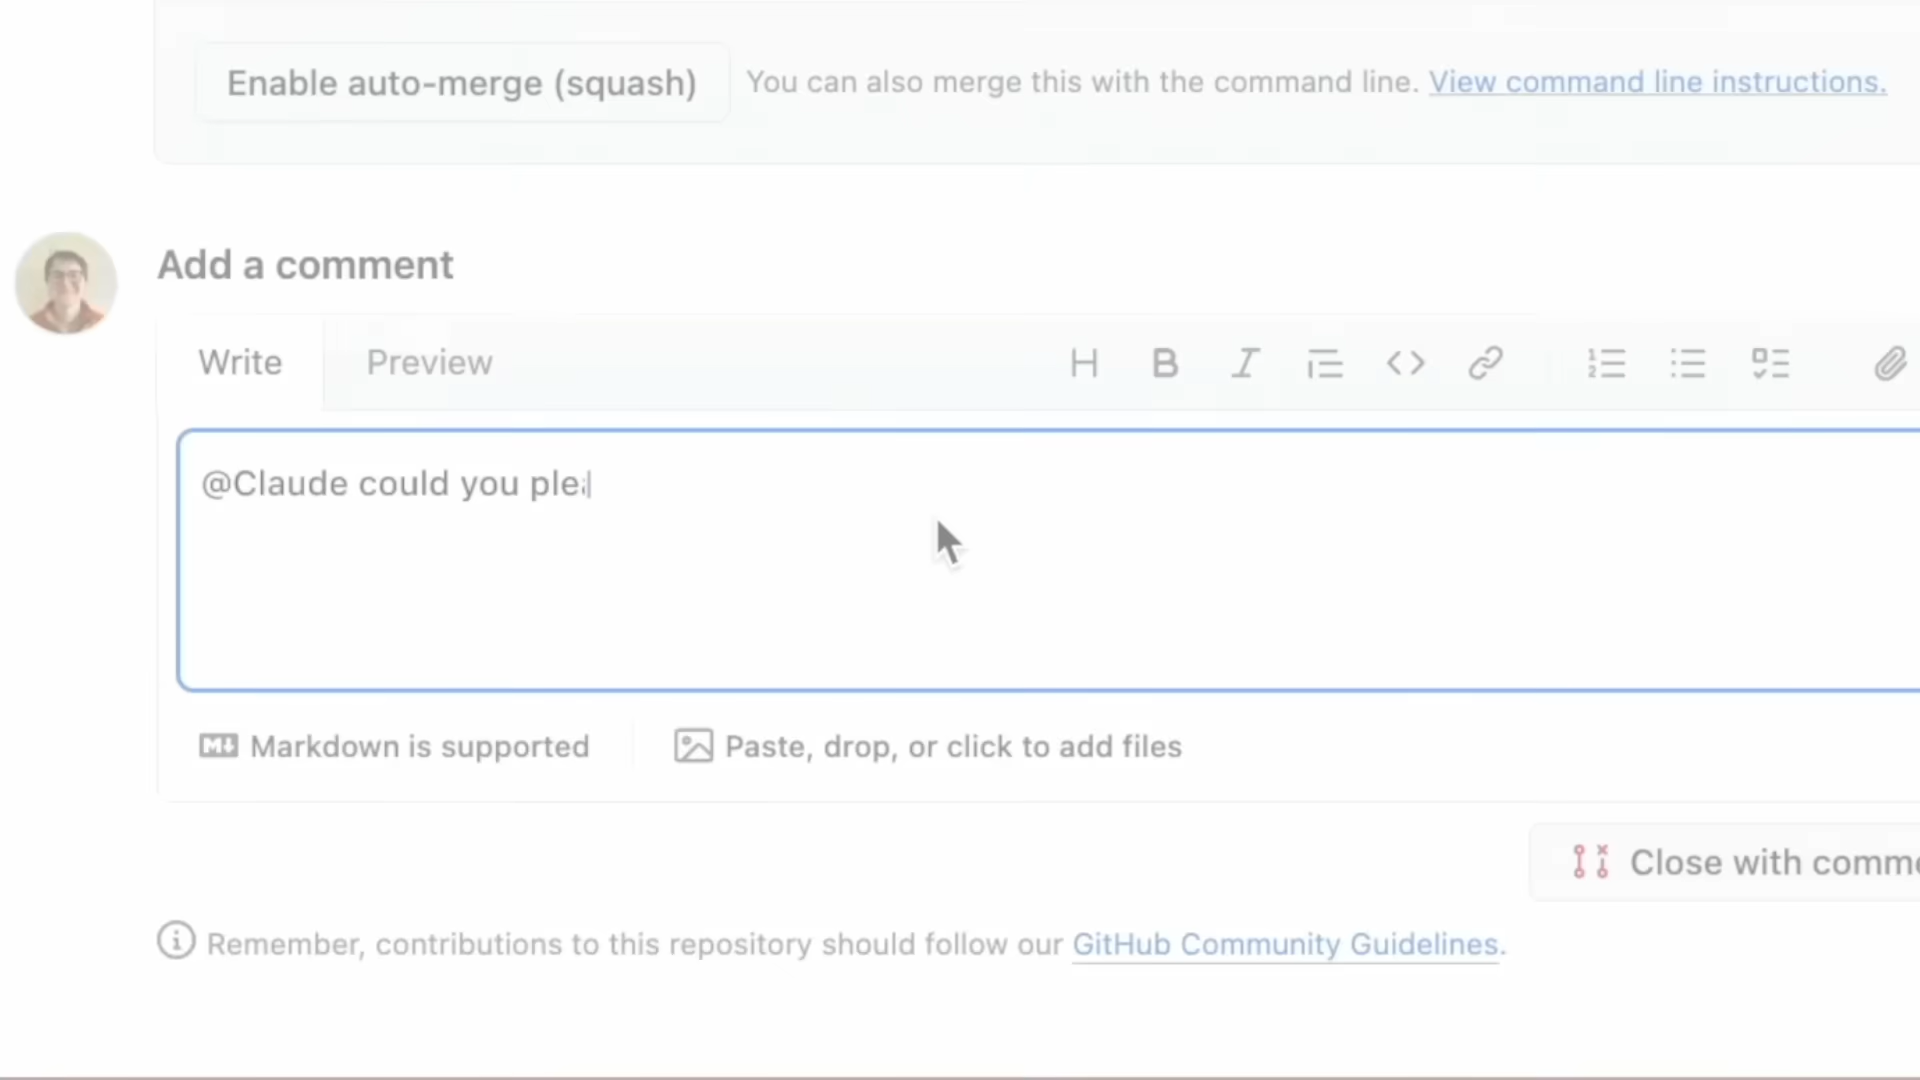 Enable auto-merge (squash) You can also merge this with the command line. View command line instructions.
Add a comment
Write Preview
@Claude could you plea
Markdown is supported Paste, drop, or click to add files
Close with comme
Remember, contributions to this repository should follow our GitHub Community Guidelines.